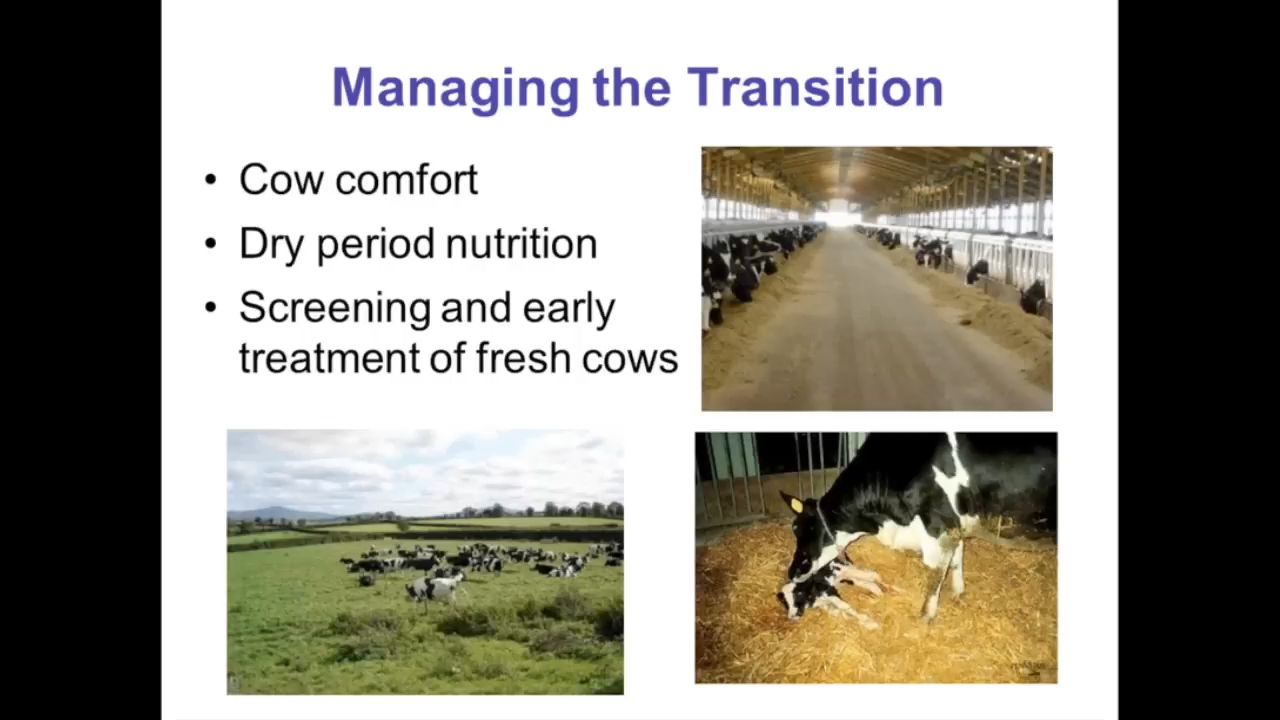 Managing the Transition
• Cow comfort
• Dry period nutrition
• Screening and early
treatment of fresh cows